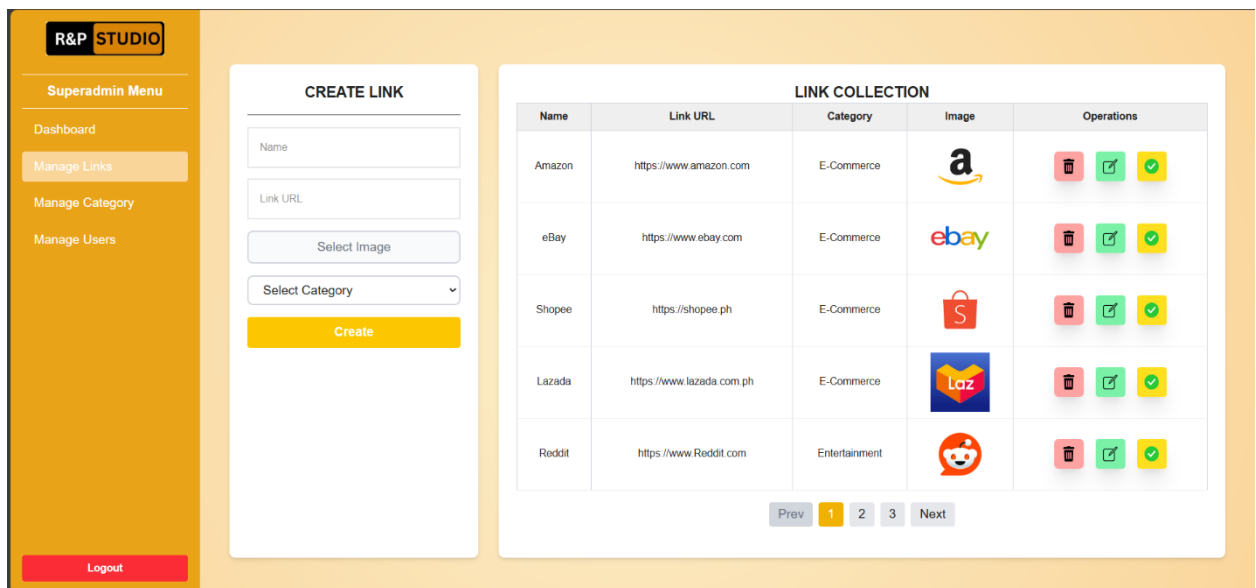 R&P STUDIO
Superadmin Menu
Dashboard
Manage Links
Manage Category
Manage Users
Logout
CREATE LINK
Name
Link URL
Select Image
Select Category
Create
LINK COLLECTION
Name Link URL Category Image Operations
Amazon https://www.amazon.com E-Commerce a
eBay https://www.ebay.com E-Commerce ebay
Shopee https://shopee.ph E-Commerce S
Lazada https://www.lazada.com.ph E-Commerce Laz
Reddit https://www.Reddit.com Entertainment
Prev 1 2 3 Next